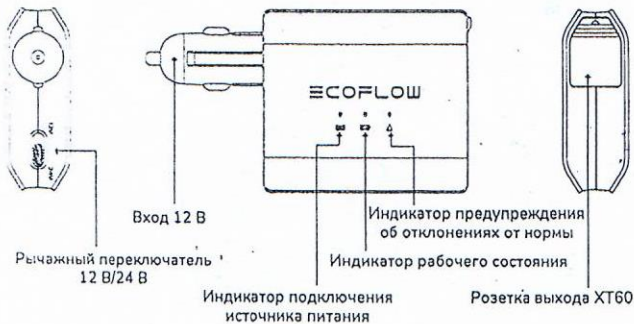 ECOFLOW
Вход 12 В
Рычажный переключатель
12 В/24 В
Индикатор предупреждения
об отклонениях от нормы
Индикатор рабочего состояния
Индикатор подключения
источника питания
Розетка выхода XT60